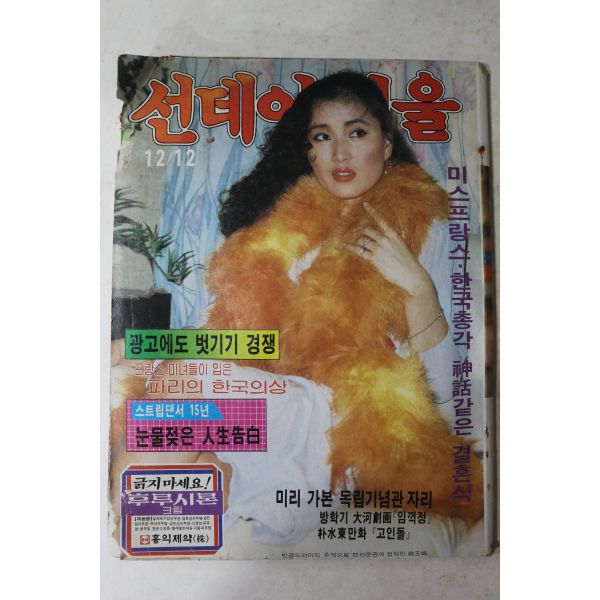 선데이서울
12/12
미스프랑스·한국총각 神話같은 결혼식
광고에도 벗기기 경쟁
프랑스 미녀들이 입은
파리의 한국의상
스트립댄서 15년
눈물젖은 人生告白
긁지마세요!
후루시톤
크림
홍익제약(株)
미리 가본 독립기념관 자리
방학기 大河劇画 「임꺽정」
朴水東만화 「고인돌」